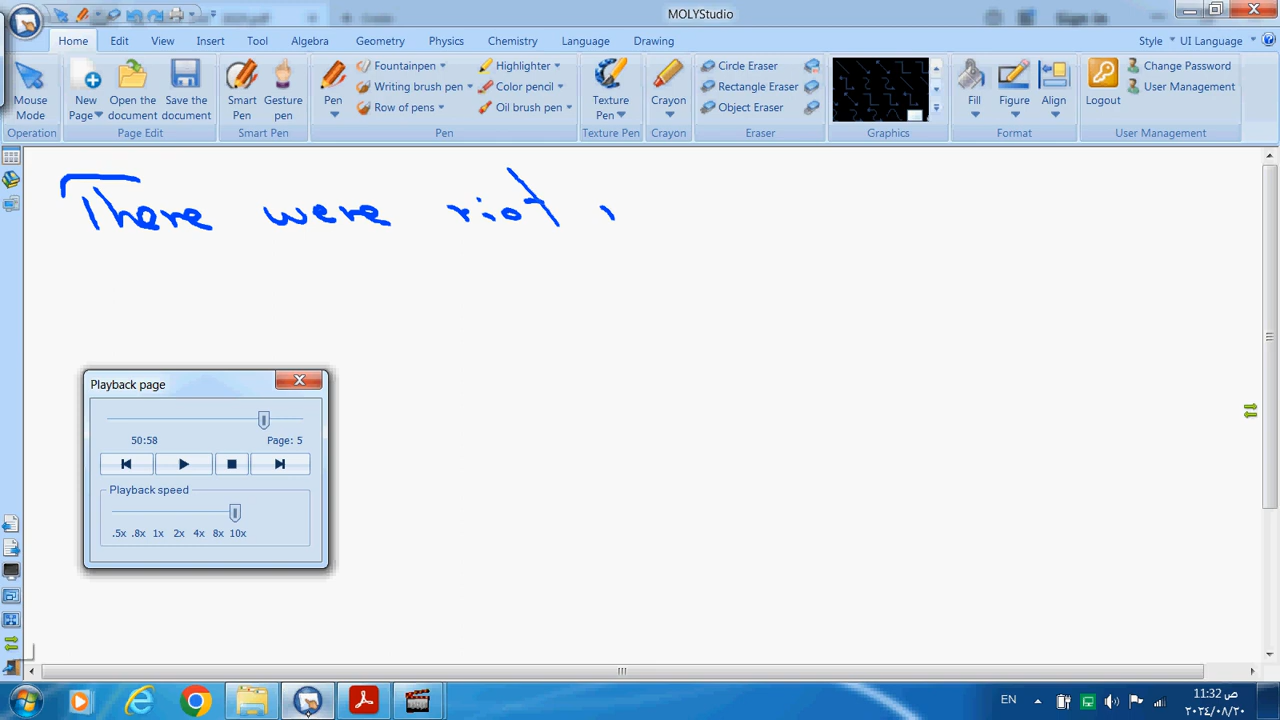 MOLYStudio
Home Edit View Insert Tool Algebra Geometry Physics Chemistry Language Drawing Style UI Language
Mouse Mode
Operation
New Page
Open the document
Save the document
Page Edit
Smart Pen
Gesture pen
Smart Pen
Pen
Fountainpen
Writing brush pen
Row of pens
Highlighter
Color pencil
Oil brush pen
Pen
Texture Pen
Texture Pen
Crayon
Crayon
Circle Eraser
Rectangle Eraser
Object Eraser
Eraser
Graphics
Fill
Figure
Align
Format
Logout
Change Password
User Management
User Management
There were riot
Playback page
50:58 Page: 5
Playback speed
.5x .8x 1x 2x 4x 8x 10x
EN
11:32 ص
٢٠٢٤/٠٨/٢٠